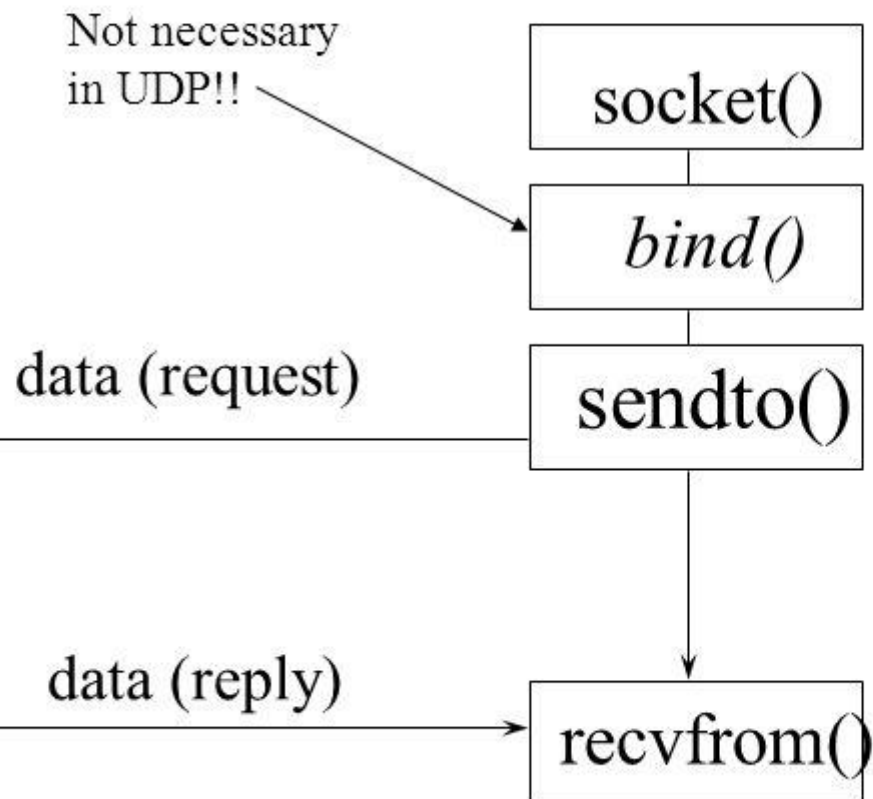 Not necessary
in UDP!!
socket()
bind()
data (request)
sendto()
data (reply)
recvfrom()